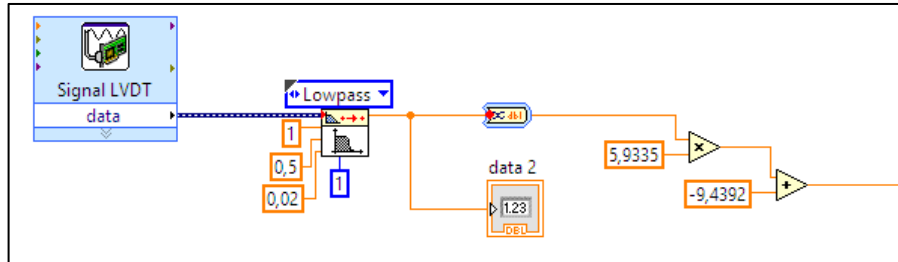 Signal LVDT
data
Lowpass
1
0,5
0,02
1
dbl
data 2
1.23
DBL
5,9335
×
-9,4392
+